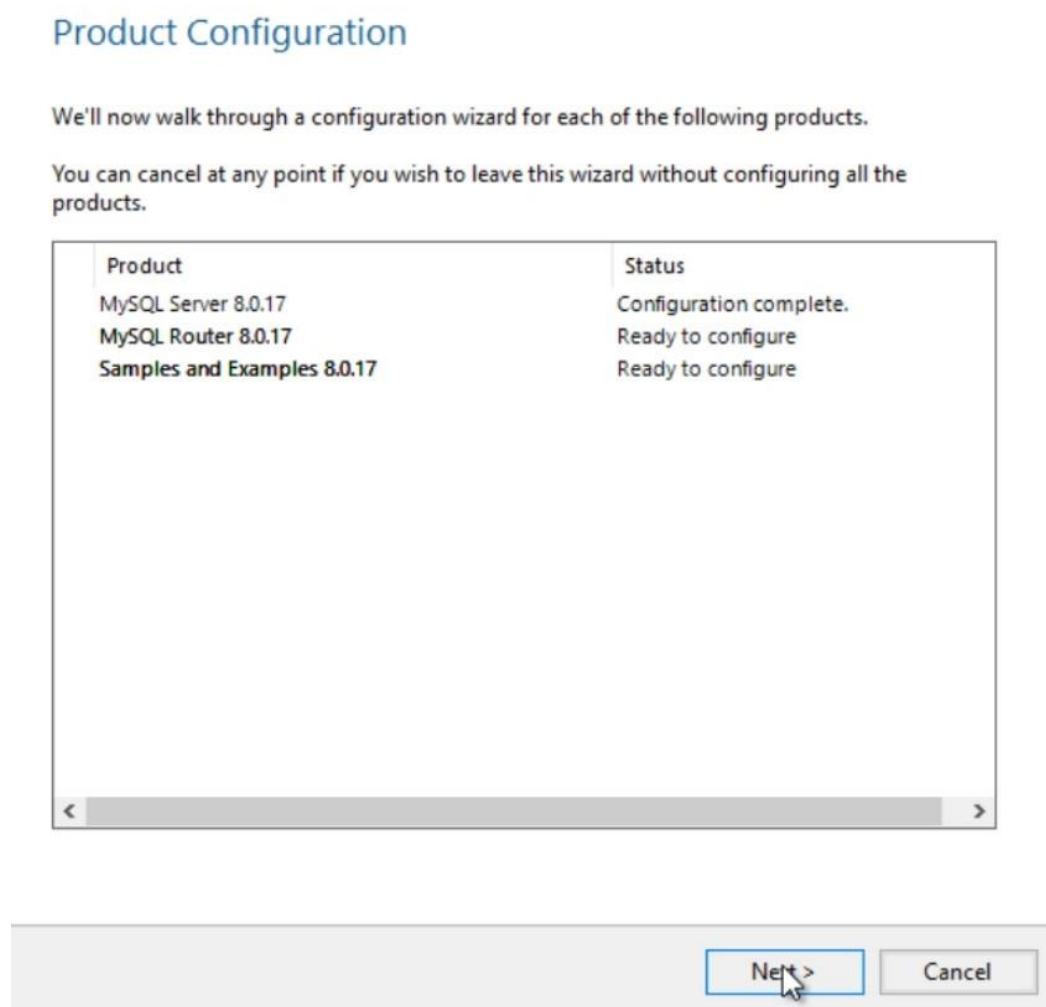 Product Configuration
We'll now walk through a configuration wizard for each of the following products.
You can cancel at any point if you wish to leave this wizard without configuring all the
products.
Product Status
MySQL Server 8.0.17 Configuration complete.
MySQL Router 8.0.17 Ready to configure
Samples and Examples 8.0.17 Ready to configure
Next > Cancel